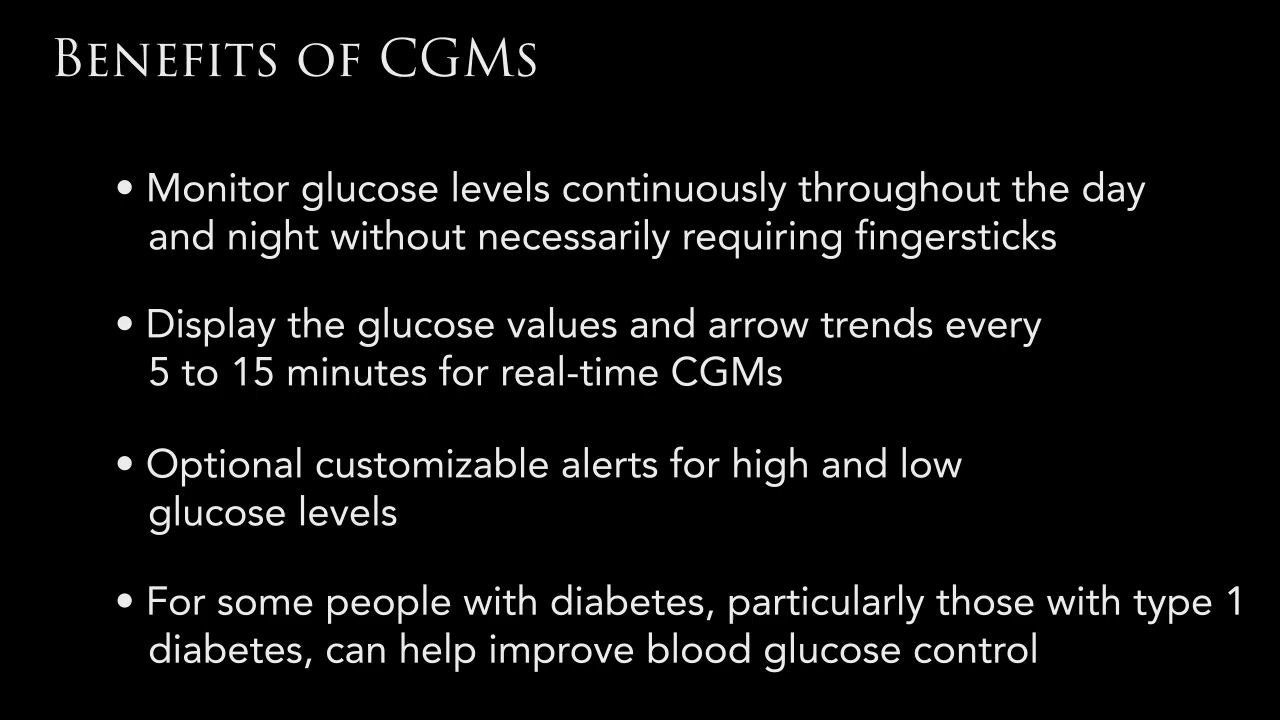 Benefits of CGMs
• Monitor glucose levels continuously throughout the day
and night without necessarily requiring fingersticks
• Display the glucose values and arrow trends every
5 to 15 minutes for real-time CGMs
• Optional customizable alerts for high and low
glucose levels
• For some people with diabetes, particularly those with type 1
diabetes, can help improve blood glucose control